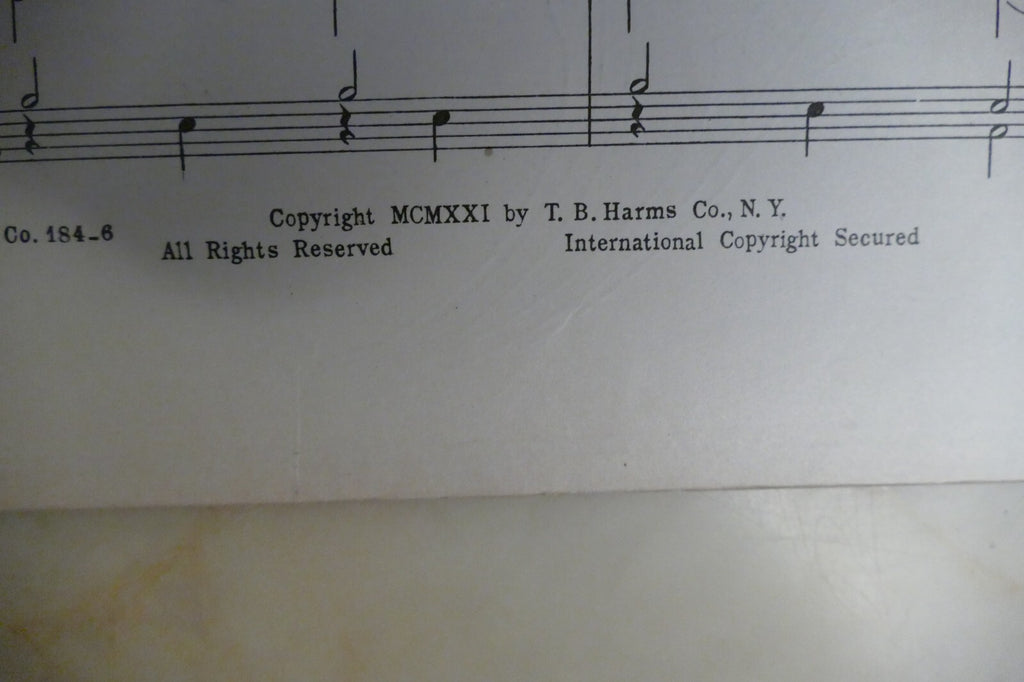 Copyright MCMXXI by T. B. Harms Co., N. Y.
Co. 184-6
All Rights Reserved International Copyright Secured